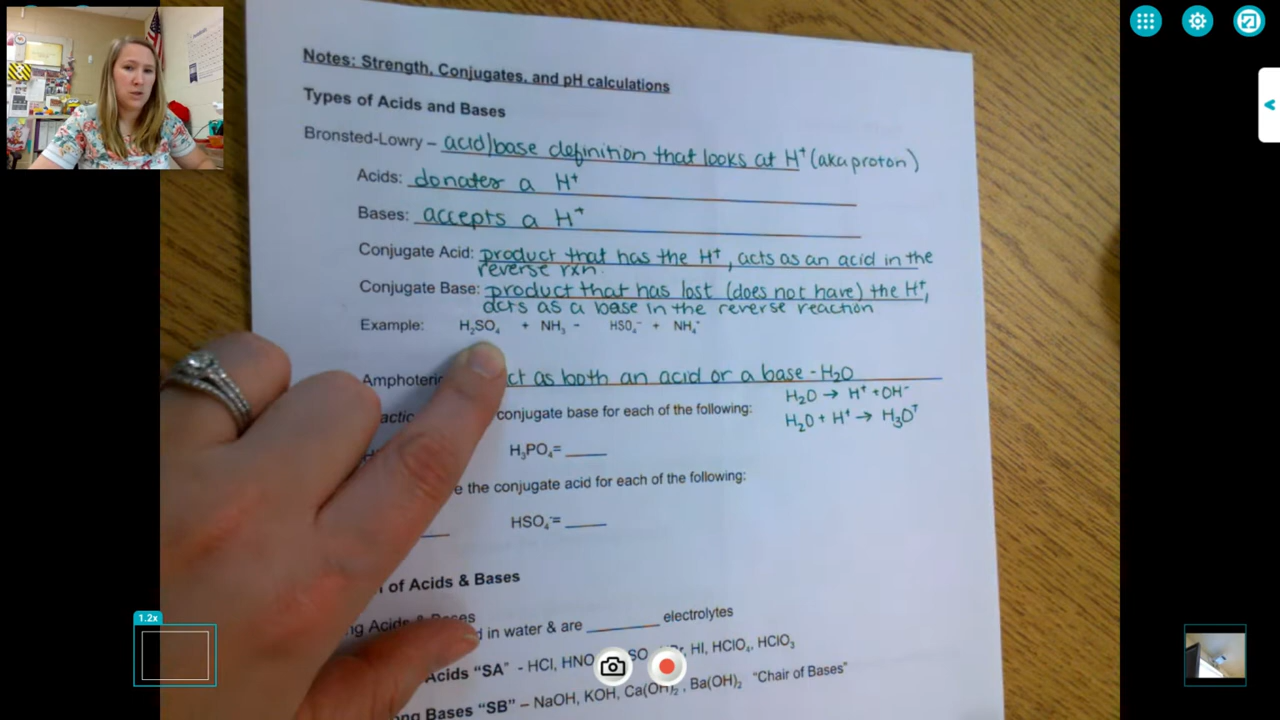 Notes: Strength, Conjugates, and pH calculations
Types of Acids and Bases
Bronsted-Lowry – acid/base definition that looks at H⁺ (aka proton)
Acids: donates a H⁺
Bases: accepts a H⁺
Conjugate Acid: product that has the H⁺, acts as an acid in the
reverse rxn.
Conjugate Base: product that has lost (does not have) the H⁺,
acts as a base in the reverse reaction
Example: H₂SO₄ + NH₃ - HSO₄⁻ + NH₄
Amphoteric act as both an acid or a base - H₂O
H₂O → H⁺ + OH⁻
conjugate base for each of the following:
H₂O + H⁺ → H₃O⁺
H₃PO₄= ____
the conjugate acid for each of the following:
HSO₄⁻= ____
of Acids & Bases
Acids & Bases
in water & are ____ electrolytes
Acids "SA" - HCl, HI, HClO₄, HClO₃
Bases "SB" – NaOH, KOH, Ca(OH)₂, Ba(OH)₂ "Chair of Bases"
1.2x